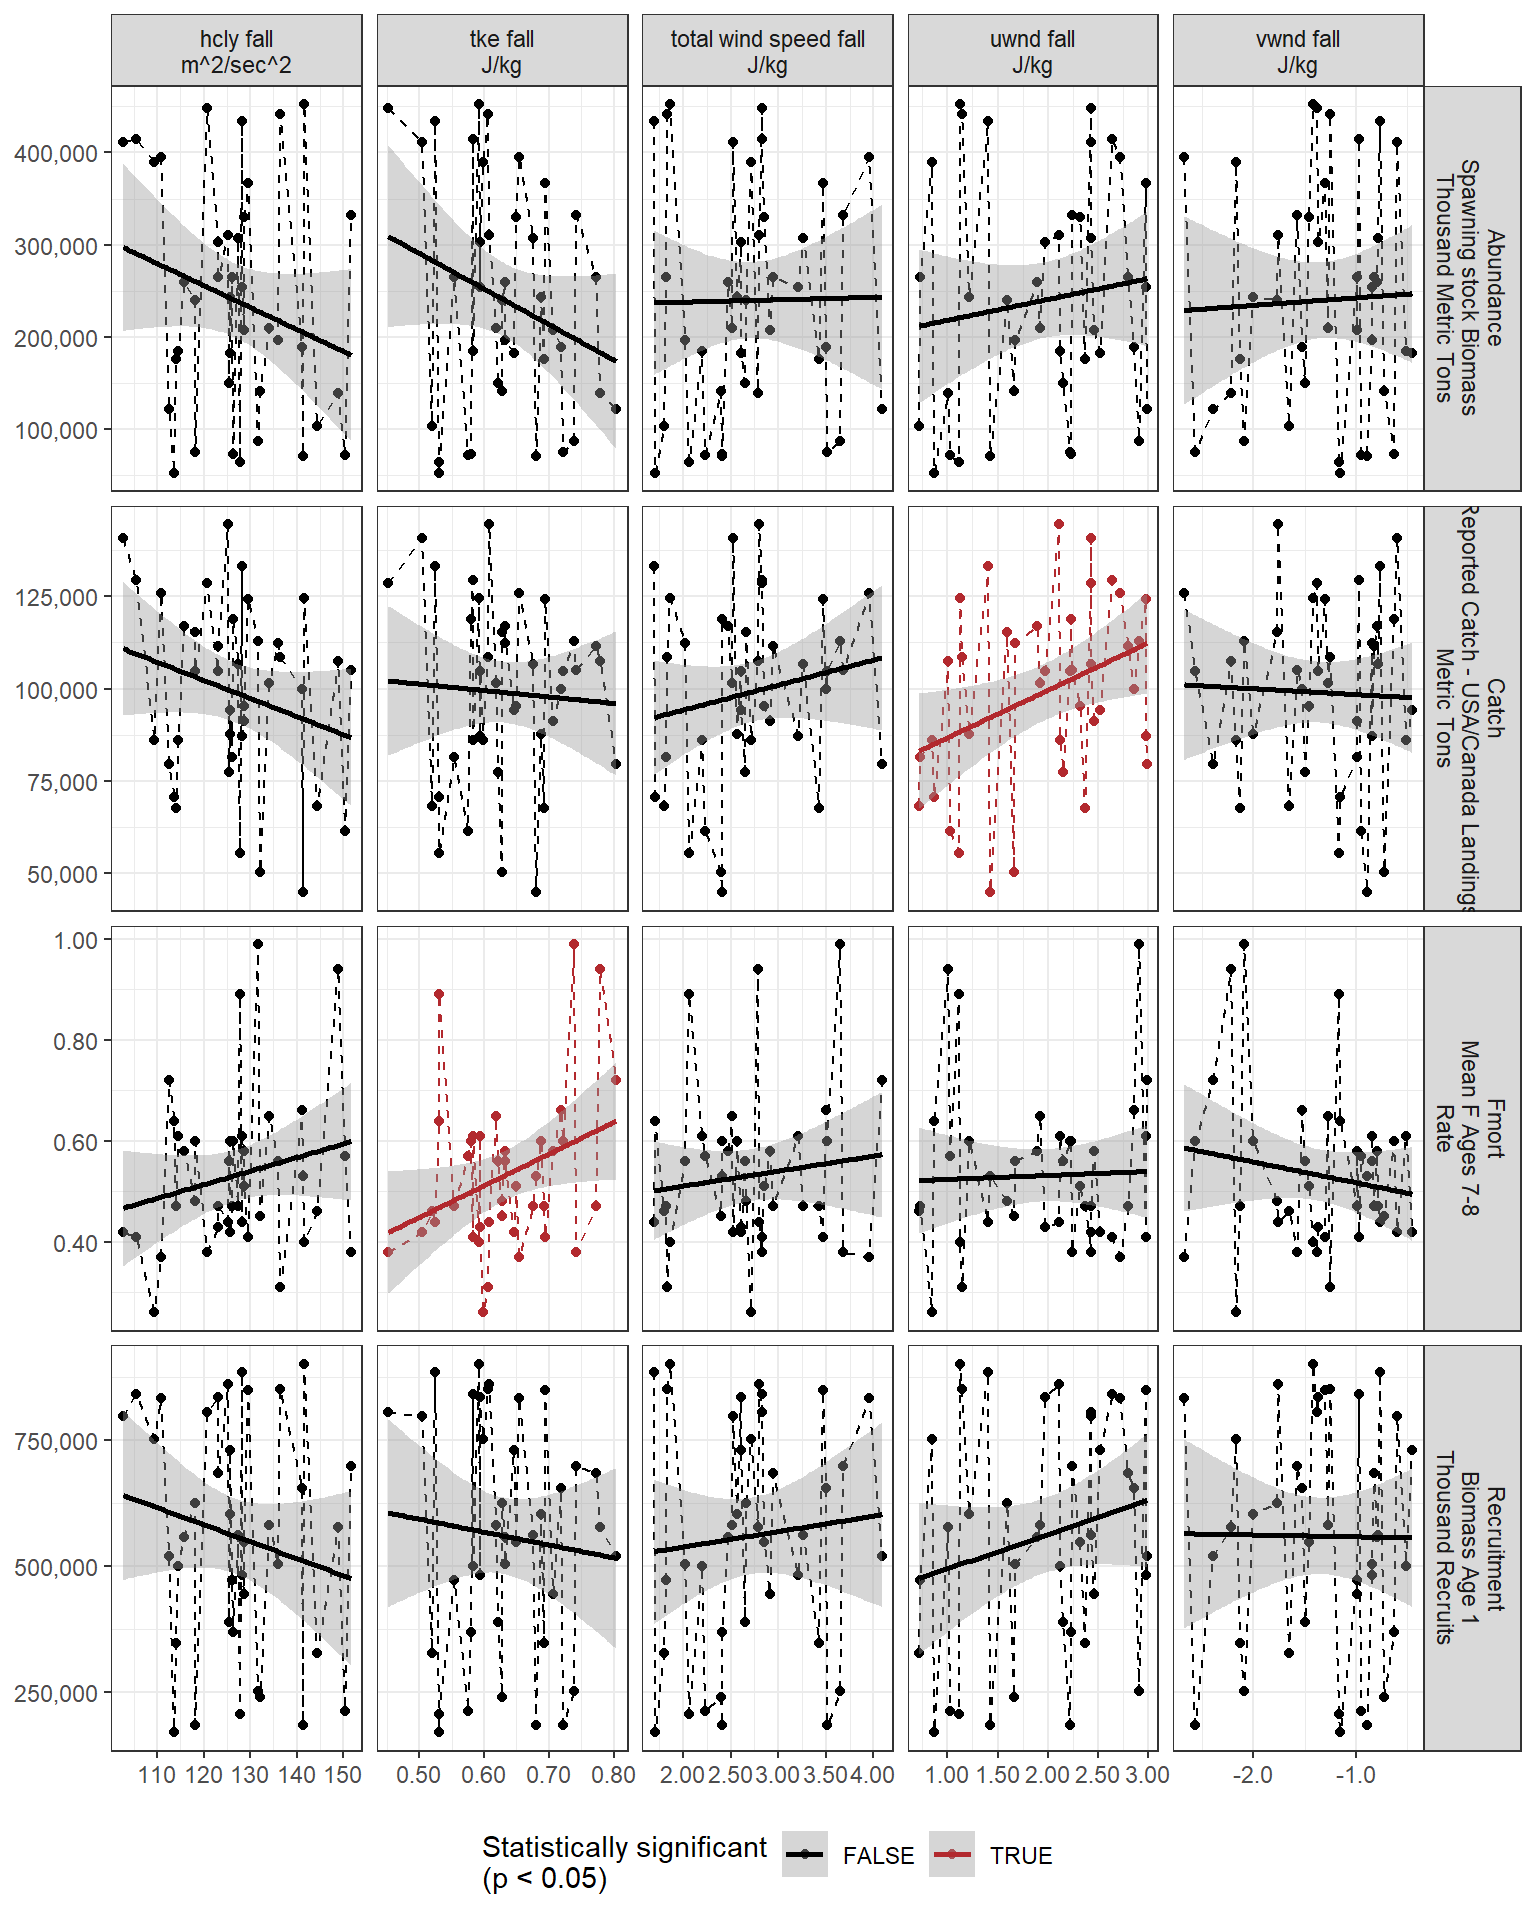 hcly fall
m^2/sec^2
tke fall
J/kg
total wind speed fall
J/kg
uwnd fall
J/kg
vwnd fall
J/kg
400,000
300,000
200,000
100,000
Abundance
Spawning stock Biomass
Thousand Metric Tons
125,000
100,000
75,000
50,000
Catch
Reported Catch - USA/Canada Landings
Metric Tons
1.00
0.80
0.60
0.40
Fmort
Mean F Ages 7-8
Rate
750,000
500,000
250,000
Recruitment
Biomass Age 1
Thousand Recruits
110 120 130 140 150
0.50 0.60 0.70 0.80
2.00 2.50 3.00 3.50 4.00
1.00 1.50 2.00 2.50 3.00
-2.0 -1.0
Statistically significant
(p < 0.05)
FALSE
TRUE